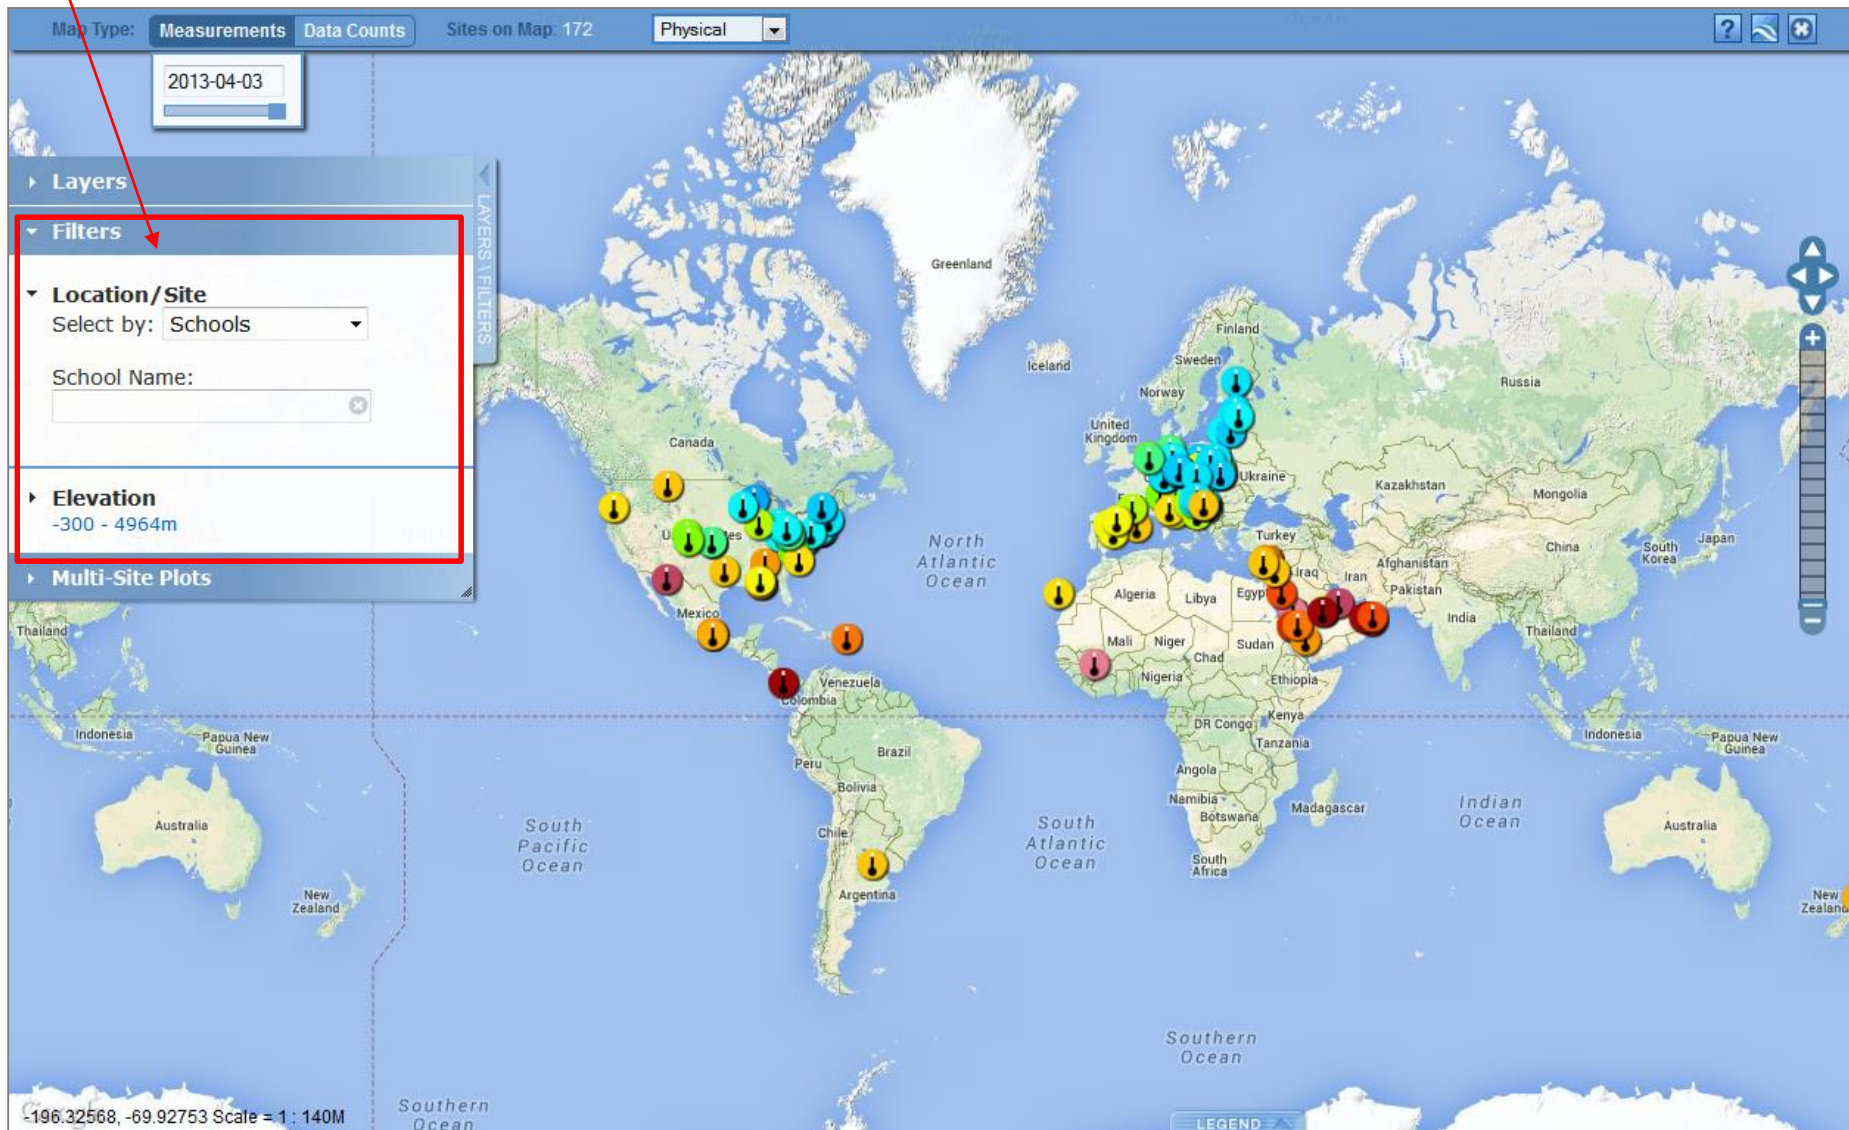 Map Type: Measurements Data Counts Sites on Map: 172 Physical
?
2013-04-03
Layers
LAYERS \ FILTERS
Filters
Location/Site
Select by: Schools
School Name:
Elevation
-300 - 4964m
Multi-Site Plots
Greenland
Iceland
Finland
Sweden
Norway
Russia
United
Kingdom
Canada
Ukraine
Kazakhstan
Mongolia
North
Atlantic
Ocean
Turkey
China
South
Korea
Japan
Afghanistan
Iraq
Iran
Pakistan
Algeria
Libya
Egypt
India
Thailand
Mexico
Mali
Niger
Chad
Sudan
Thailand
Nigeria
Ethiopia
Venezuela
Colombia
DR Congo
Kenya
Tanzania
Indonesia
Papua New
Guinea
Brazil
Peru
Indonesia
Papua New
Guinea
Angola
Bolivia
Namibia
Botswana
Madagascar
Indian
Ocean
Australia
South
Pacific
Ocean
Chile
South
Atlantic
Ocean
Australia
South
Africa
Argentina
New
Zealand
New
Zealand
Southern
Ocean
Southern
Ocean
-196.32568, -69.92753 Scale = 1 : 140M
LEGEND